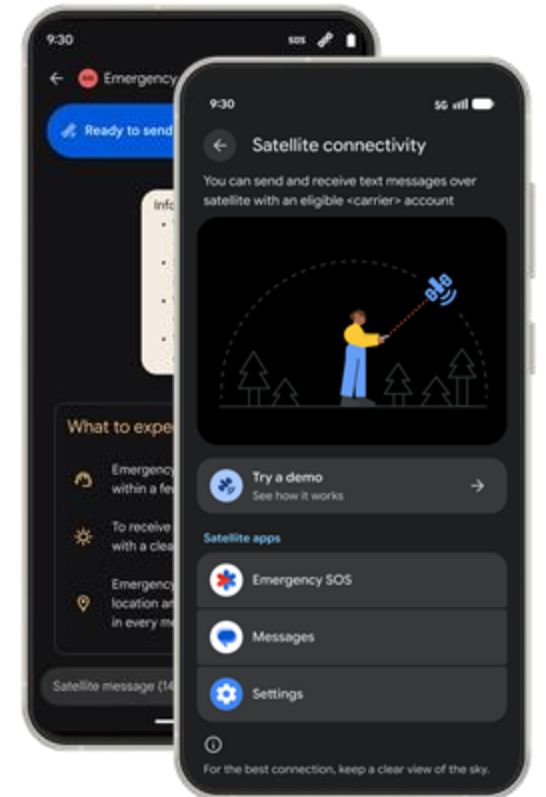 9:30
SOS
Emergency
Ready to send
Info
What to expe
Emergency
within a fe
To receive
with a clea
Emergency
location a
in every me
Satellite message (14
9:30
5G
Satellite connectivity
You can send and receive text messages over
satellite with an eligible <carrier> account
Try a demo
See how it works
Satellite apps
Emergency SOS
Messages
Settings
For the best connection, keep a clear view of the sky.